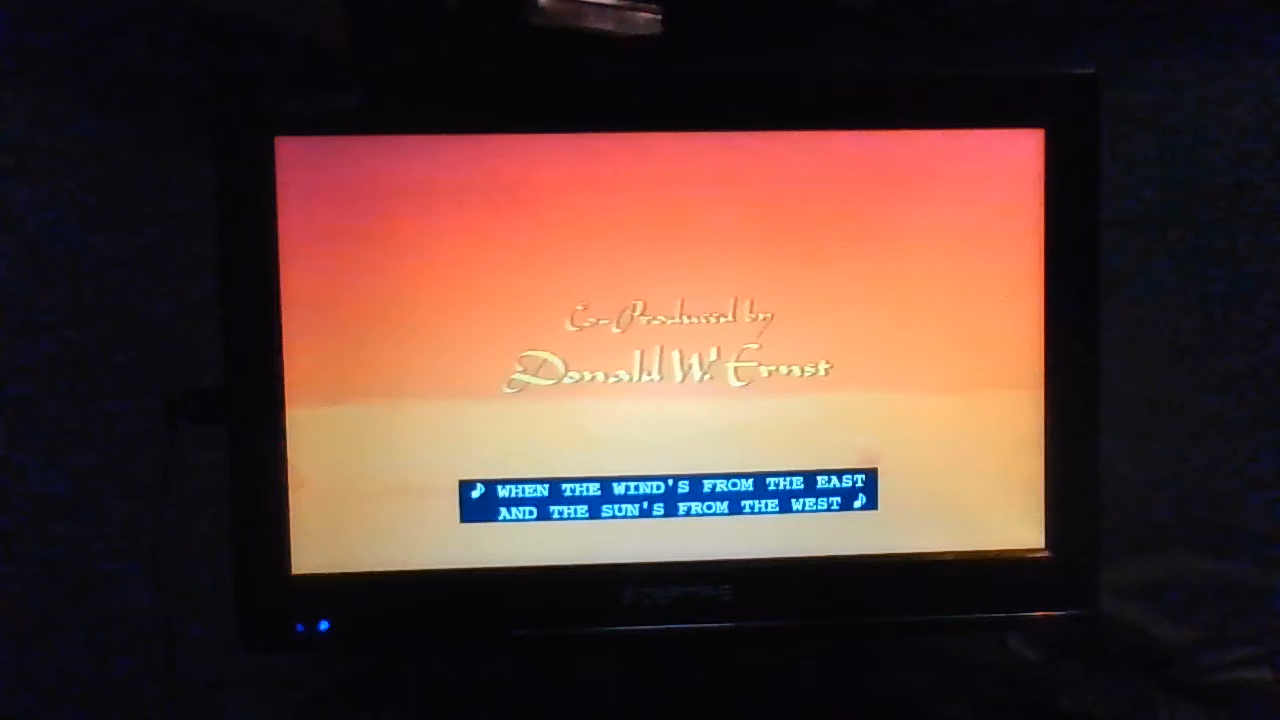 Co-Produced by
Donald W. Ernst
♪ WHEN THE WIND'S FROM THE EAST
AND THE SUN'S FROM THE WEST ♪